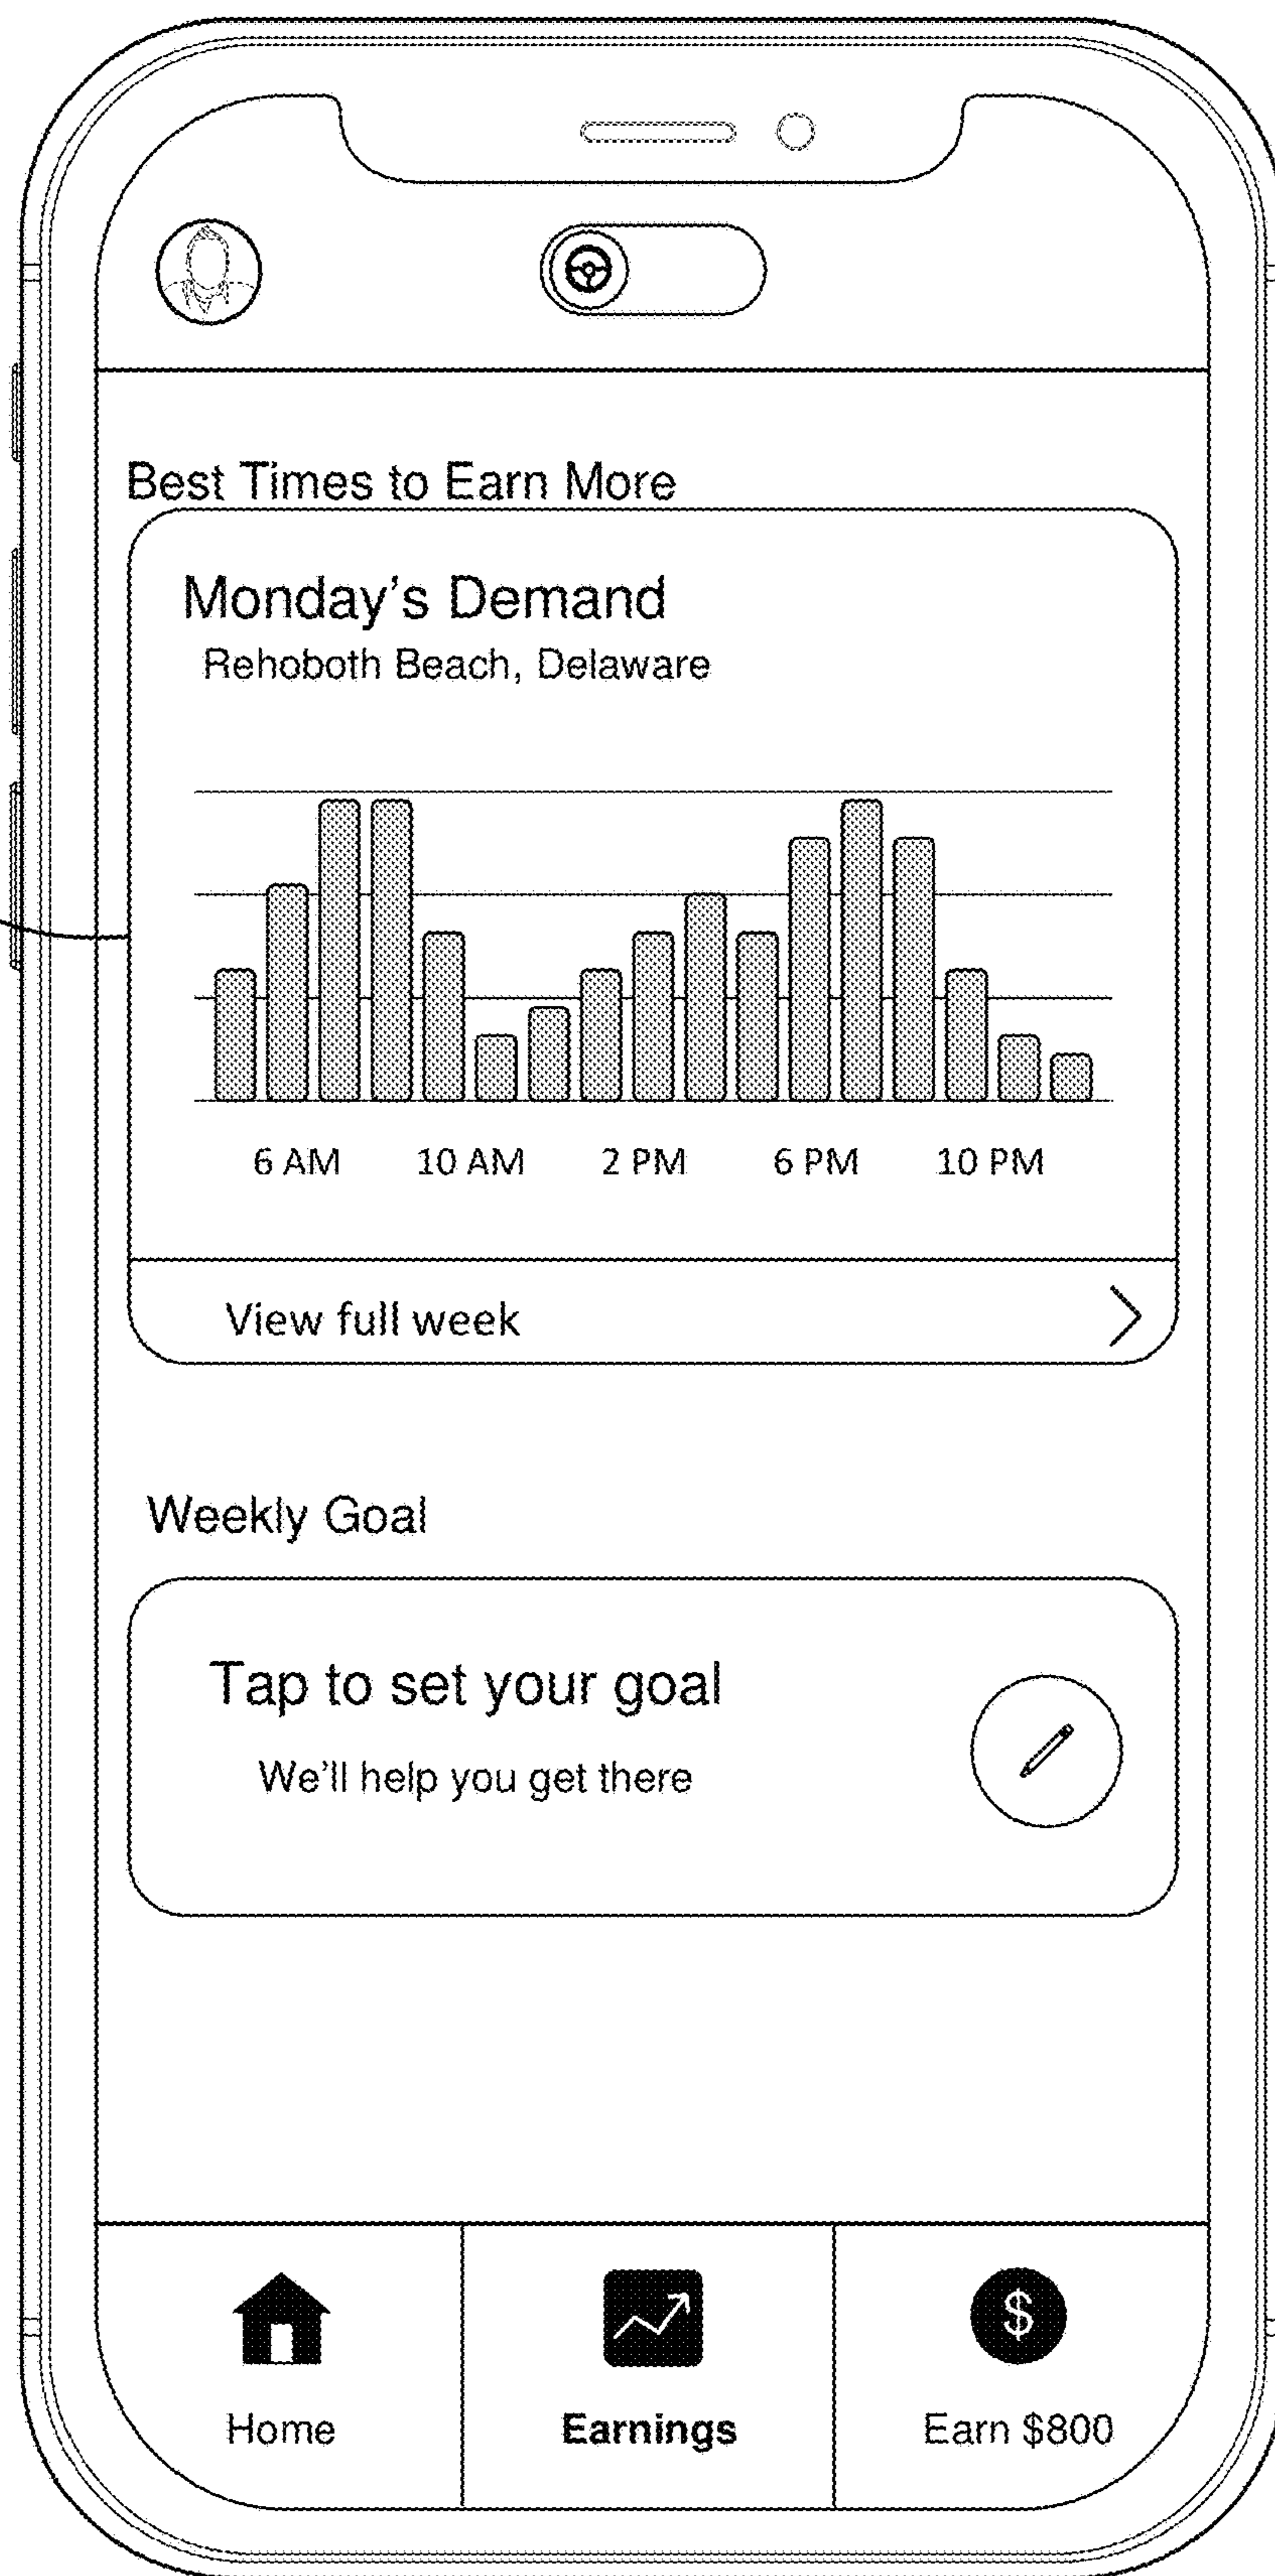 Best Times to Earn More
Monday's Demand
Rehoboth Beach, Delaware
6 AM 10 AM 2 PM 6 PM 10 PM
View full week
Weekly Goal
Tap to set your goal
We'll help you get there
Home Earnings Earn $800